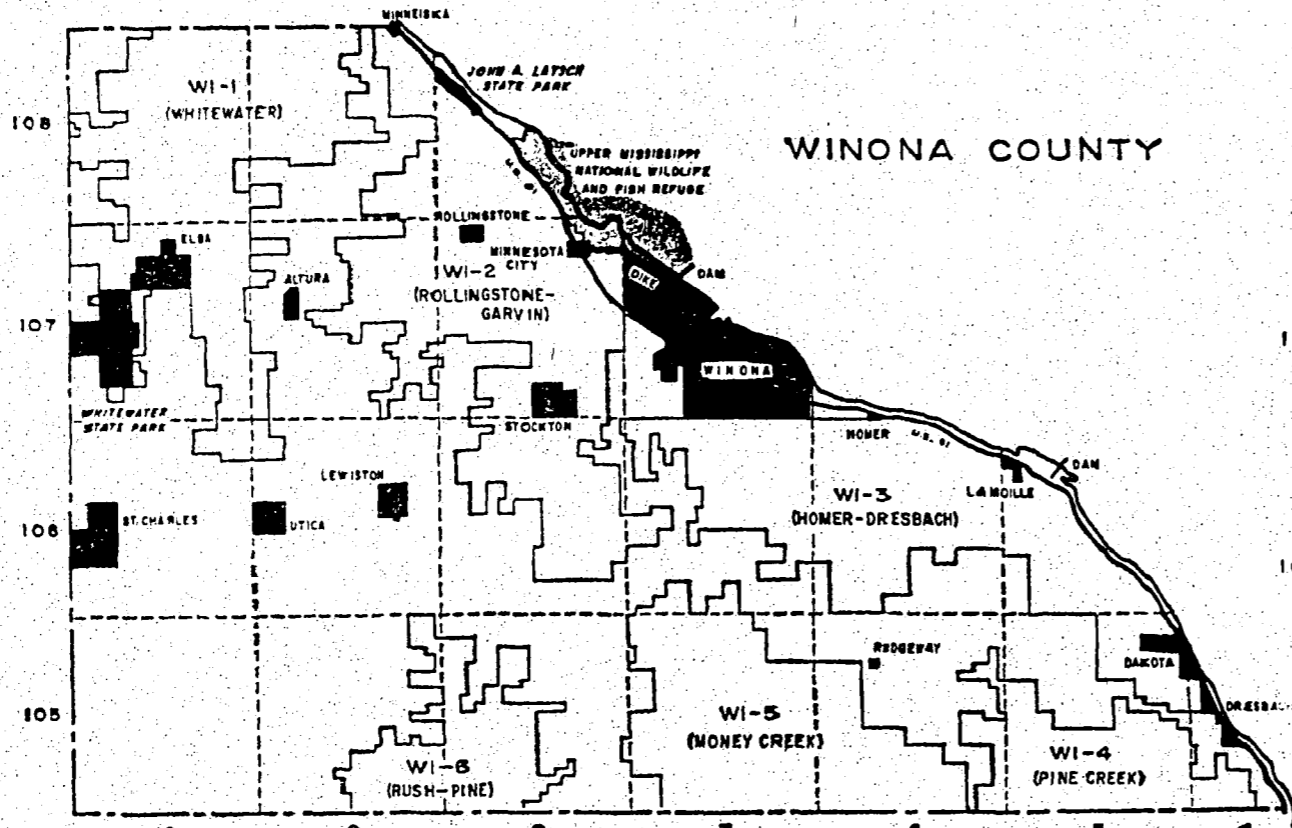 MINNEISKA
JOHN A. LATSCH
STATE PARK
WI-1
(WHITEWATER)
108
WINONA COUNTY
UPPER MISSISSIPPI
NATIONAL WILDLIFE
AND FISH REFUGE
U.S. 61
ROLLINGSTONE
ELBA
MINNESOTA
CITY
DAM
WI-2
DIKE
ALTURA
(ROLLINGSTONE-
GARVIN)
107
WINONA
WHITEWATER
STATE PARK
STOCKTON
HOMER
U.S. 61
DAM
LEWISTON
LAMOILLE
WI-3
(HOMER-DRESBACH)
ST. CHARLES
UTICA
106
RIDGEWAY
DAKOTA
105
WI-5
(MONEY CREEK)
WI-4
(PINE CREEK)
WI-6
(RUSH-PINE)